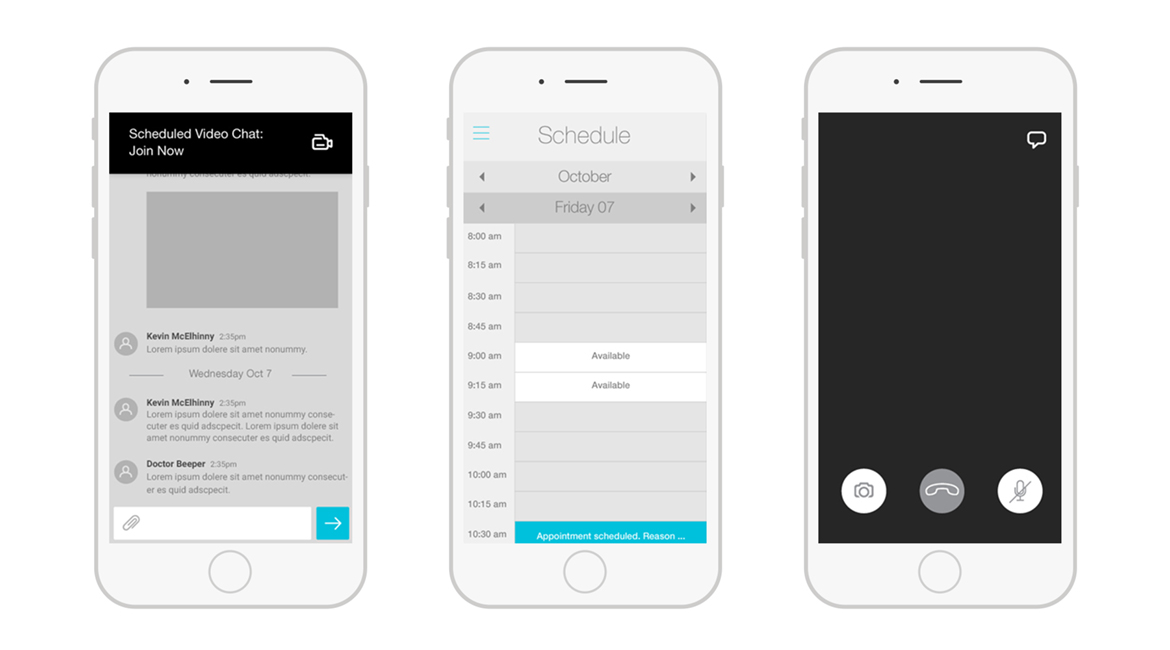 Scheduled Video Chat:
Join Now
nonummy consecuter es quid adscpecit.
Kevin McElhinny 2:35pm
Lorem ipsum dolere sit amet nonummy.
Wednesday Oct 7
Kevin McElhinny 2:35pm
Lorem ipsum dolere sit amet nonummy conse-
cuter es quid adscpecit. Lorem ipsum dolere sit
amet nonummy consecuter es quid adscpecit.
Doctor Beeper 2:35pm
Lorem ipsum dolere sit amet nonummy consecut-
er es quid adscpecit.
Schedule
October
Friday 07
8:00 am
8:15 am
8:30 am
8:45 am
9:00 am Available
9:15 am Available
9:30 am
9:45 am
10:00 am
10:15 am
10:30 am Appointment scheduled. Reason ...